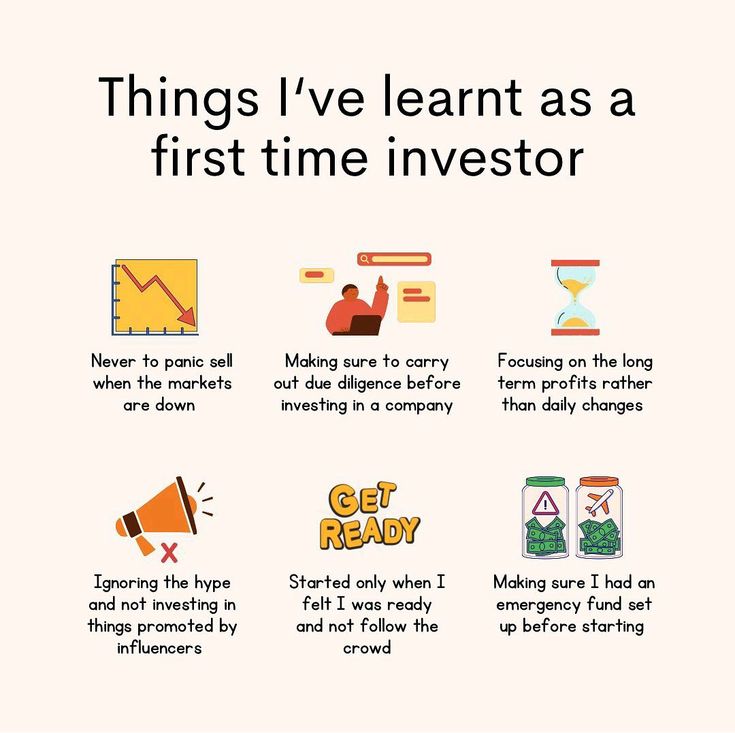 Things I've learnt as a
first time investor
Never to panic sell
when the markets
are down
Making sure to carry
out due diligence before
investing in a company
Focusing on the long
term profits rather
than daily changes
Ignoring the hype
and not investing in
things promoted by
influencers
GET
READY
Started only when I
felt I was ready
and not follow the
crowd
!
Making sure I had an
emergency fund set
up before starting